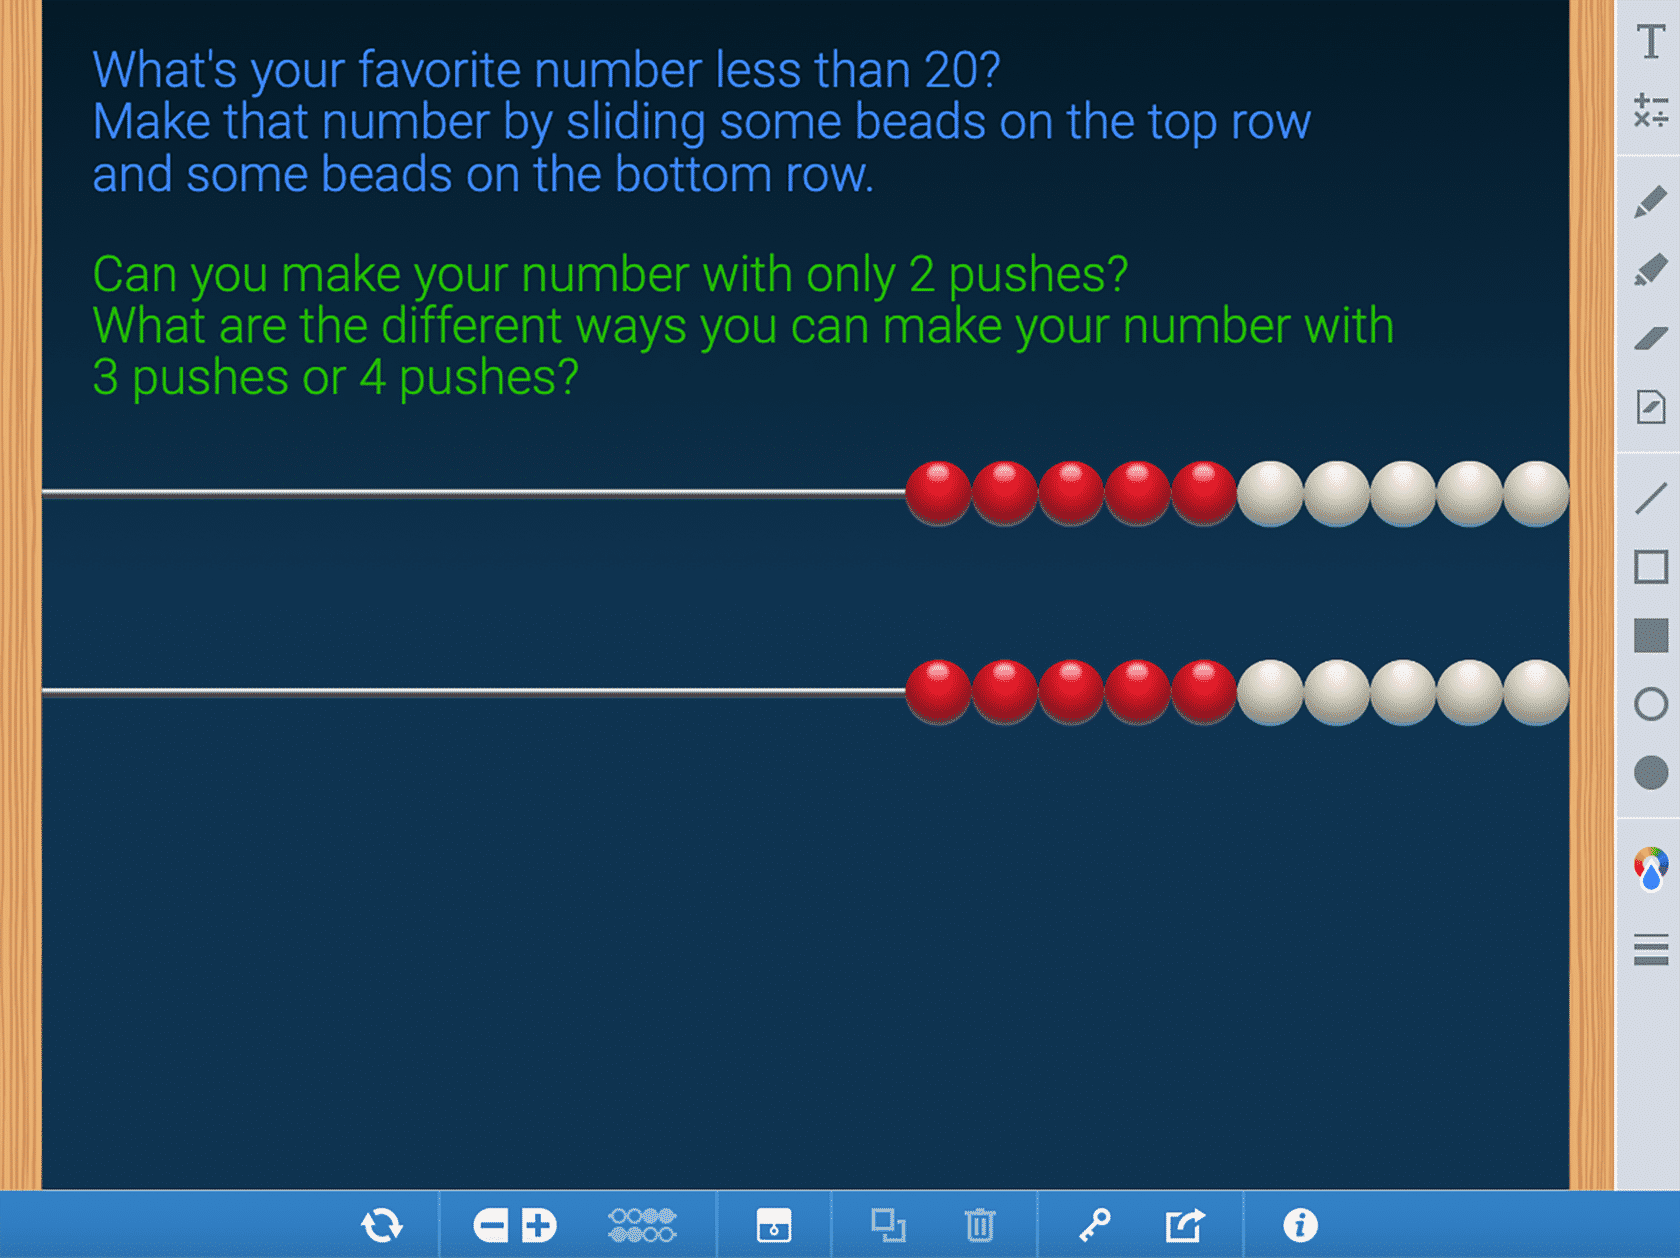 What's your favorite number less than 20?
Make that number by sliding some beads on the top row
and some beads on the bottom row.
Can you make your number with only 2 pushes?
What are the different ways you can make your number with
3 pushes or 4 pushes?